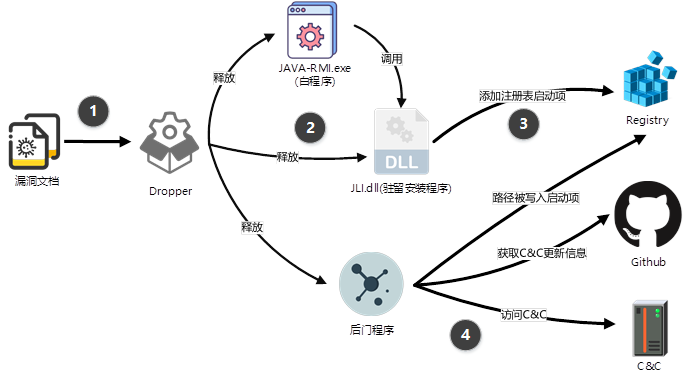 JAVA-RMI.exe
(白程序)
释放
调用
1
2
添加注册表启动项
3
Registry
漏洞文档
Dropper
释放
DLL
JLI.dll(驻留安装程序)
释放
路径被写入启动项
获取C&C更新信息
Github
后门程序
访问C&C
4
C&C